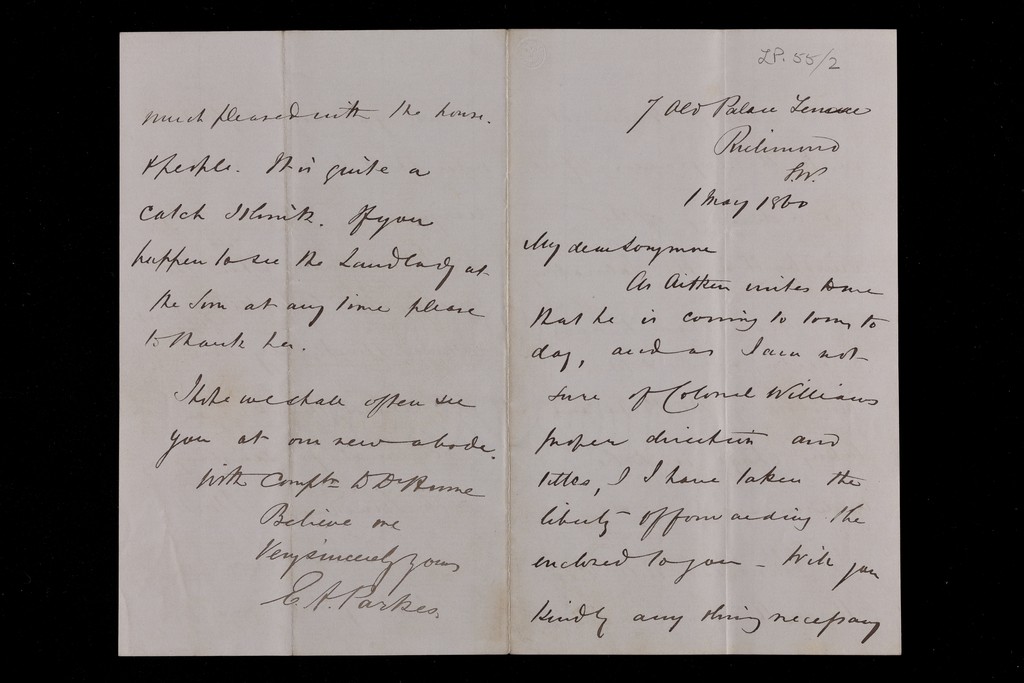 LP. 55/2
7 Old Palace Terrace
Richmond
S.W.
1 May 1860
My dear Longmore
As Aitken writes to me
that he is coming to town to
day, and as I am not
sure of Colonel Williams
proper direction and
titles, I I have taken the
liberty of forwarding the
enclosed to you _ Will you
kindly any thing necessary
much pleased with the house.
& people. It is quite a
catch I think. If you
happen to see the Landlady at
the Sun at any time please
to thank her.
I hope we shall often see
you at our new abode.
With Compts to Dr Hume
Believe me
Very sincerely yours
E. A. Parkes.